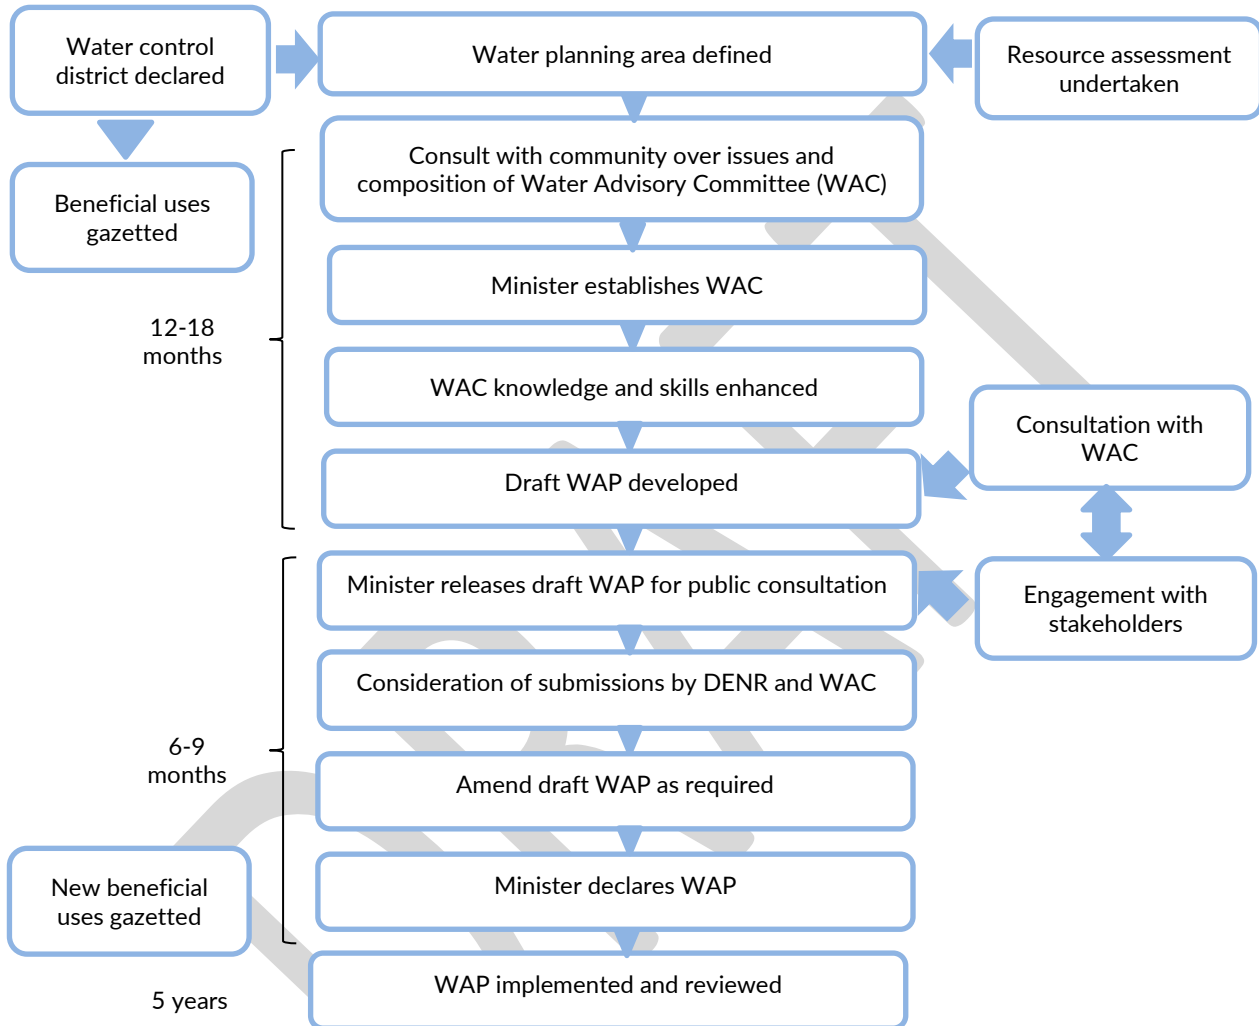 Water control
district declared
Water planning area defined
Resource assessment
undertaken
Consult with community over issues and
composition of Water Advisory Committee (WAC)
Beneficial uses
gazetted
Minister establishes WAC
12-18
months
WAC knowledge and skills enhanced
Consultation with
WAC
Draft WAP developed
Minister releases draft WAP for public consultation
Engagement with
stakeholders
Consideration of submissions by DENR and WAC
6-9
months
Amend draft WAP as required
New beneficial
uses gazetted
Minister declares WAP
WAP implemented and reviewed
5 years